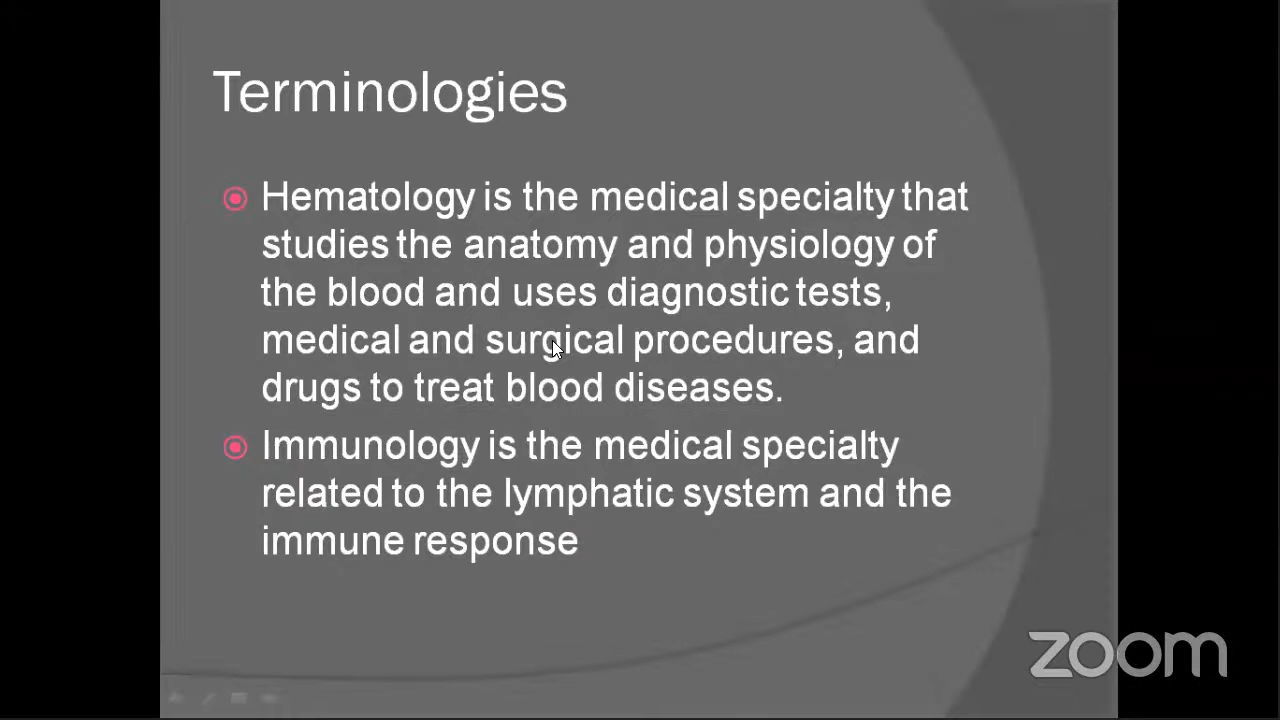 Terminologies
Hematology is the medical specialty that
studies the anatomy and physiology of
the blood and uses diagnostic tests,
medical and surgical procedures, and
drugs to treat blood diseases.
Immunology is the medical specialty
related to the lymphatic system and the
immune response
zoom